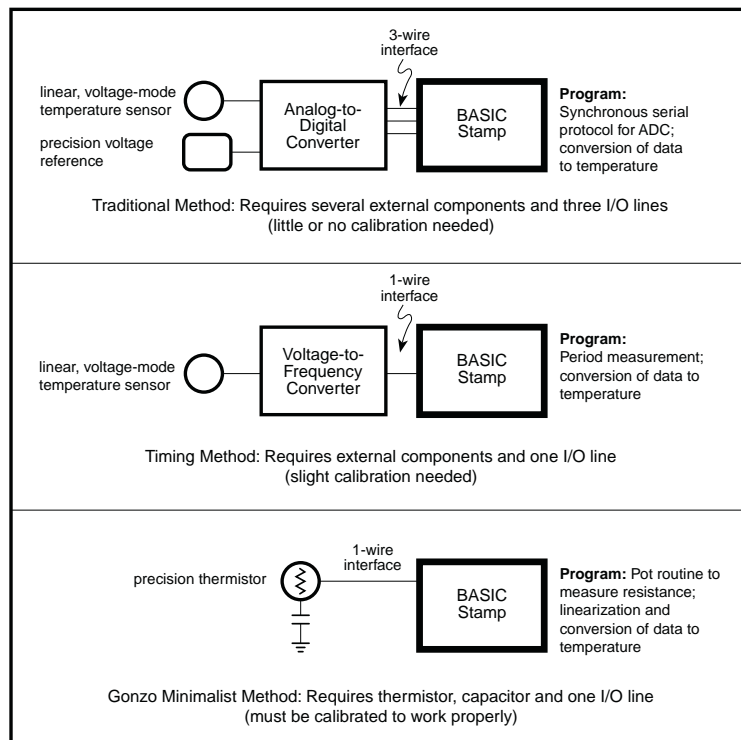 3-wire
interface
linear, voltage-mode
temperature sensor
precision voltage
reference
Analog-to-
Digital
Converter
BASIC
Stamp
Program:
Synchronous serial
protocol for ADC;
conversion of data
to temperature
Traditional Method: Requires several external components and three I/O lines
(little or no calibration needed)
1-wire
interface
linear, voltage-mode
temperature sensor
Voltage-to-
Frequency
Converter
BASIC
Stamp
Program:
Period measurement;
conversion of data to
temperature
Timing Method: Requires external components and one I/O line
(slight calibration needed)
1-wire
interface
precision thermistor
BASIC
Stamp
Program: Pot routine to
measure resistance;
linearization and
conversion of data to
temperature
Gonzo Minimalist Method: Requires thermistor, capacitor and one I/O line
(must be calibrated to work properly)